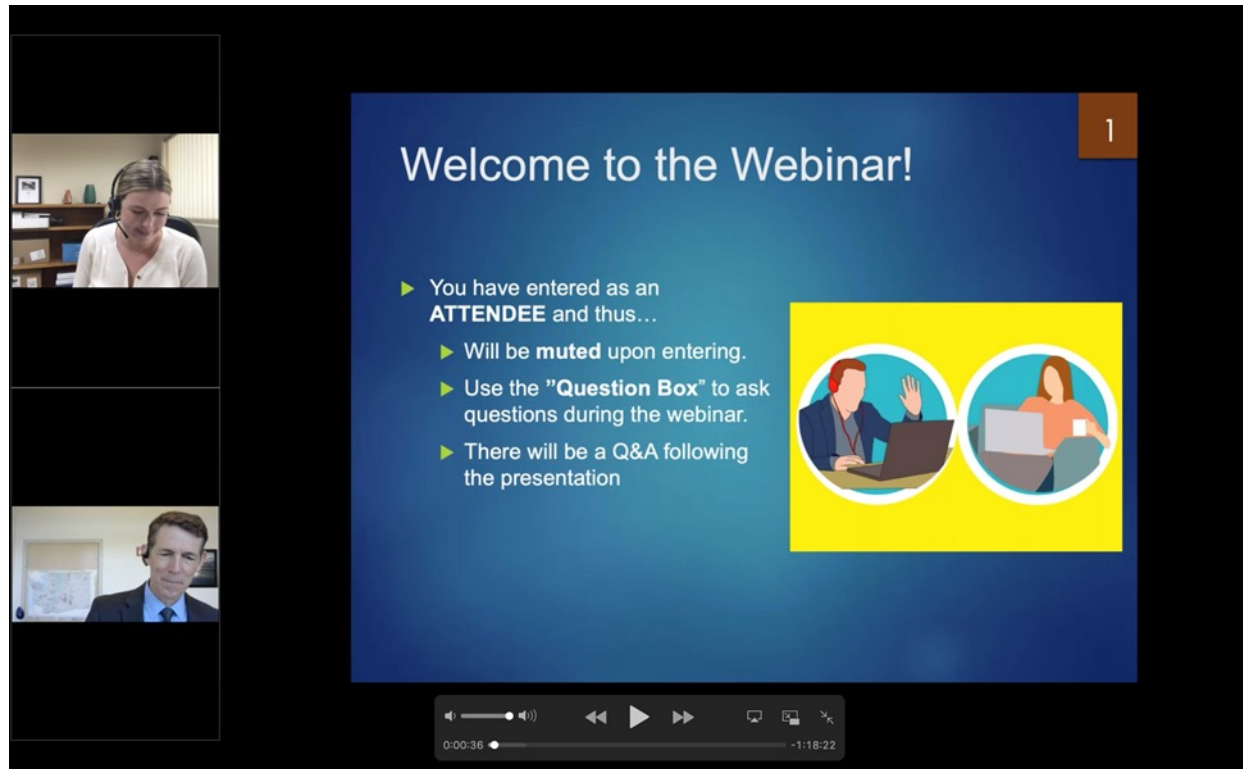 1
Welcome to the Webinar!
You have entered as an
ATTENDEE and thus…
Will be muted upon entering.
Use the ”Question Box” to ask
questions during the webinar.
There will be a Q&A following
the presentation
0:00:36
-1:18:22